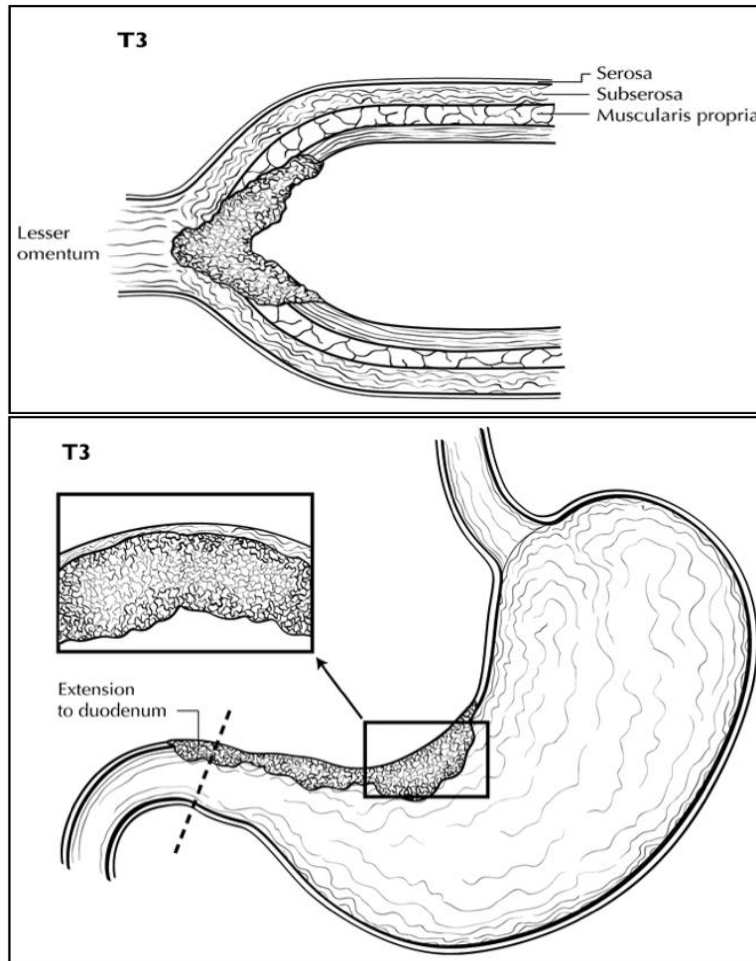 T3
Serosa
Subserosa
Muscularis propria
Lesser
omentum
T3
Extension
to duodenum